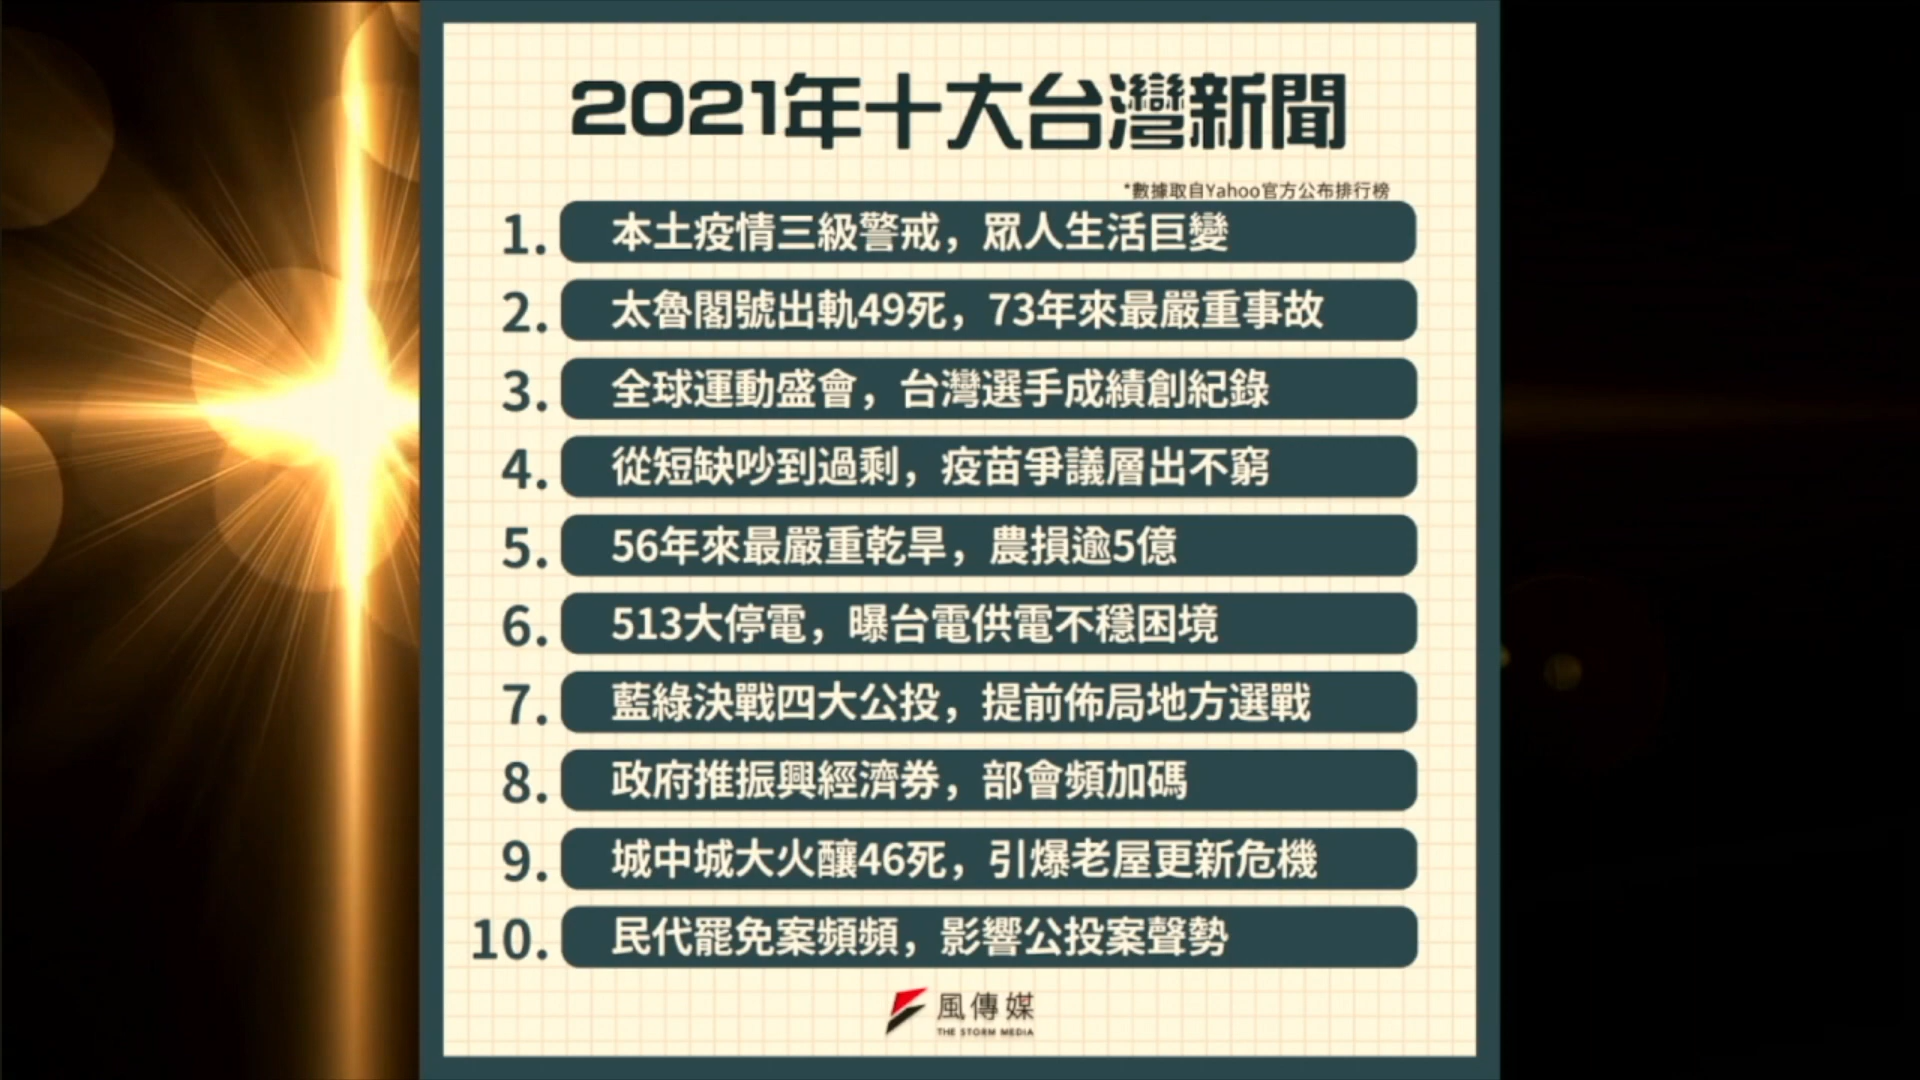 2021年十大台灣新聞
*數據取自Yahoo官方公布排行榜
1. 本土疫情三級警戒，眾人生活巨變
2. 太魯閣號出軌49死，73年來最嚴重事故
3. 全球運動盛會，台灣選手成績創紀錄
4. 從短缺吵到過剩，疫苗爭議層出不窮
5. 56年來最嚴重乾旱，農損逾5億
6. 513大停電，曝台電供電不穩困境
7. 藍綠決戰四大公投，提前佈局地方選戰
8. 政府推振興經濟券，部會頻加碼
9. 城中城大火釀46死，引爆老屋更新危機
10. 民代罷免案頻頻，影響公投案聲勢
風傳媒
THE STORM MEDIA